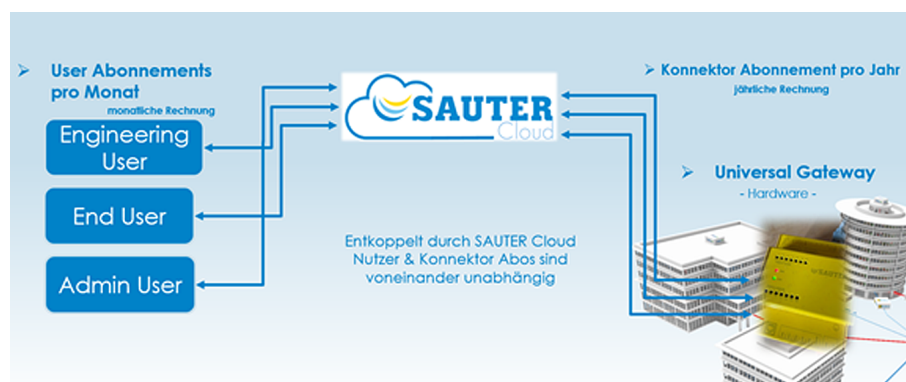 User Abonnements
pro Monat
monatliche Rechnung
Engineering
User
End User
Admin User
SAUTER
Cloud
Entkoppelt durch SAUTER Cloud
Nutzer & Konnektor Abos sind
voneinander unabhängig
Konnektor Abonnement pro Jahr
jährliche Rechnung
Universal Gateway
- Hardware -
SAUTER